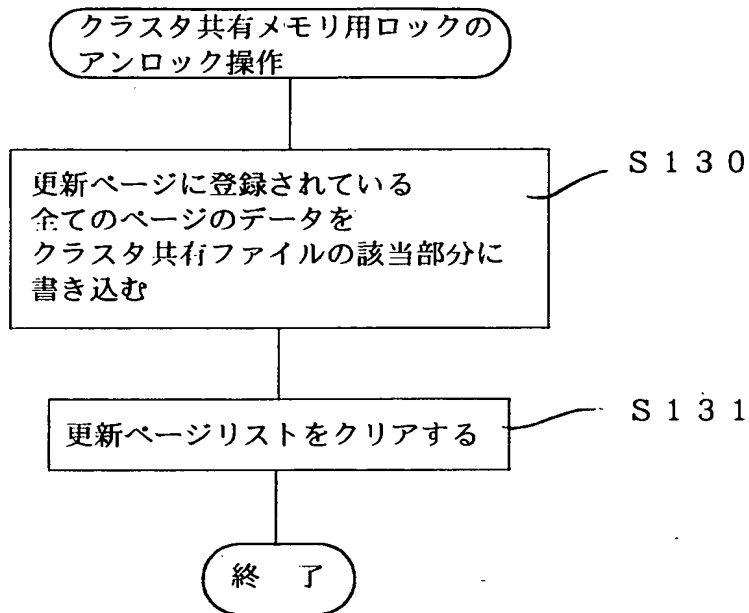 クラスタ共有メモリ用ロックの
アンロック操作
更新ページに登録されている
全てのページのデータを
クラスタ共有ファイルの該当部分に
書き込む
S130
更新ページリストをクリアする
S131
終 了